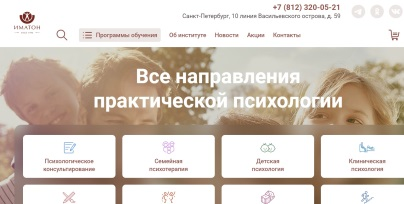 +7 (812) 320-05-21
Санкт-Петербург, 10 линия Васильевского острова, д. 59
ИМАТОН
Программы обучения
Об институте
Новости
Акции
Контакты
Все направления
практической психологии
Психологическое
консультирование
Семейная
психотерапия
Детская
психология
Клиническая
психология